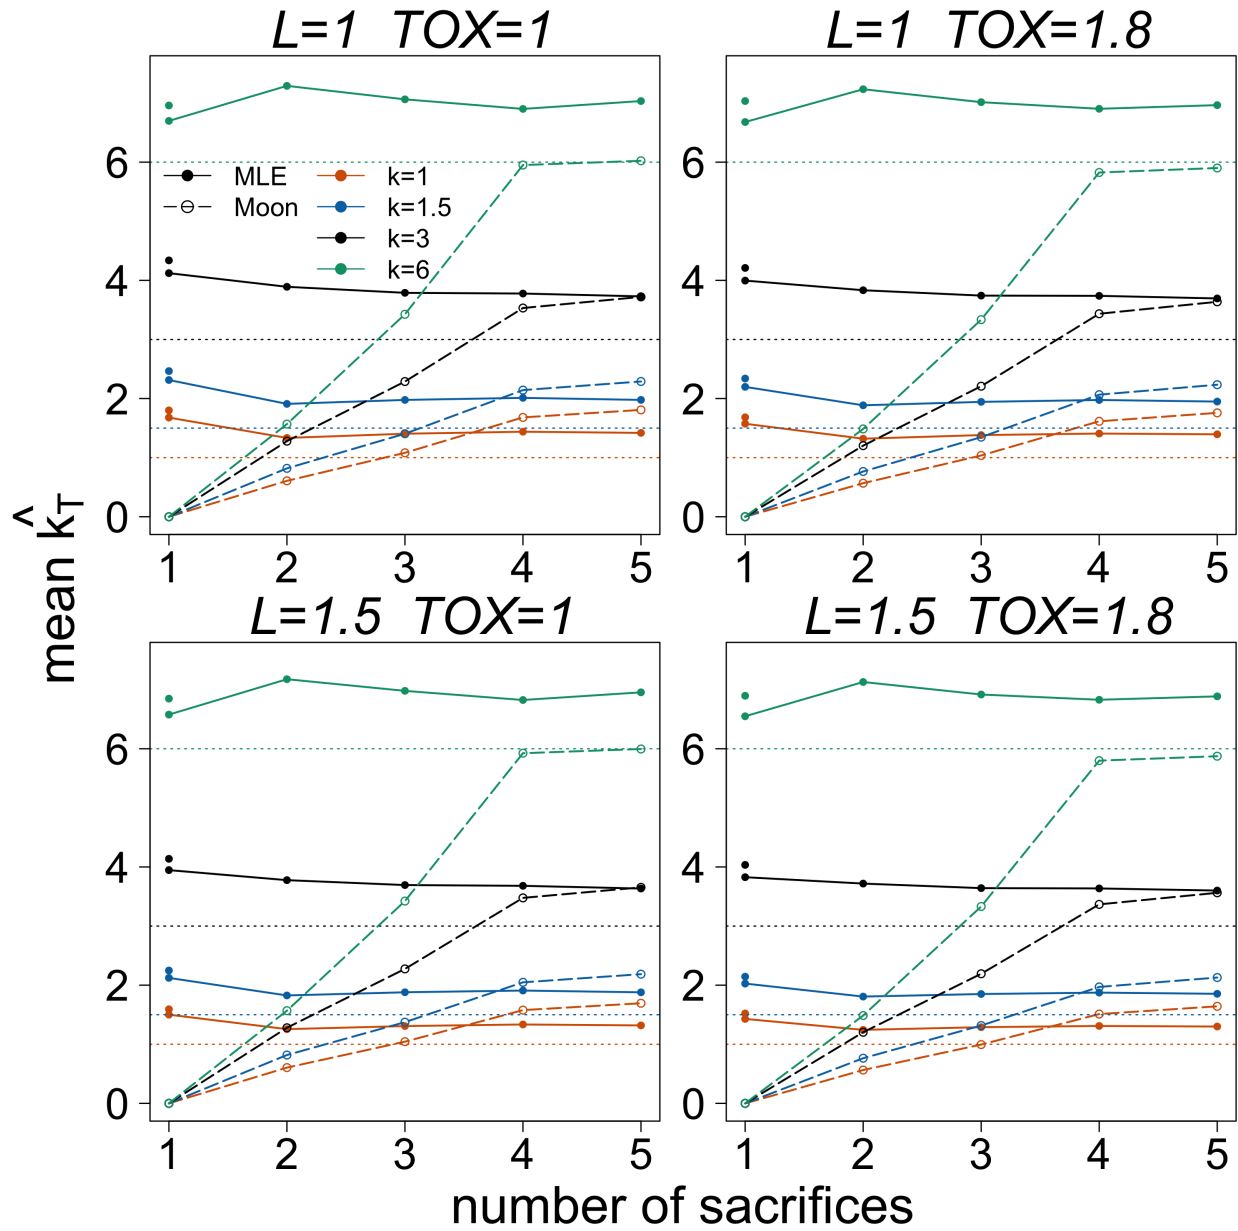 L=1 TOX=1
L=1 TOX=1.8
6
4
2
0
MLE
Moon
k=1
k=1.5
k=3
k=6
1 2 3 4 5
6
4
2
0
1 2 3 4 5
mean k̂T
L=1.5 TOX=1
L=1.5 TOX=1.8
6
4
2
0
1 2 3 4 5
6
4
2
0
1 2 3 4 5
number of sacrifices